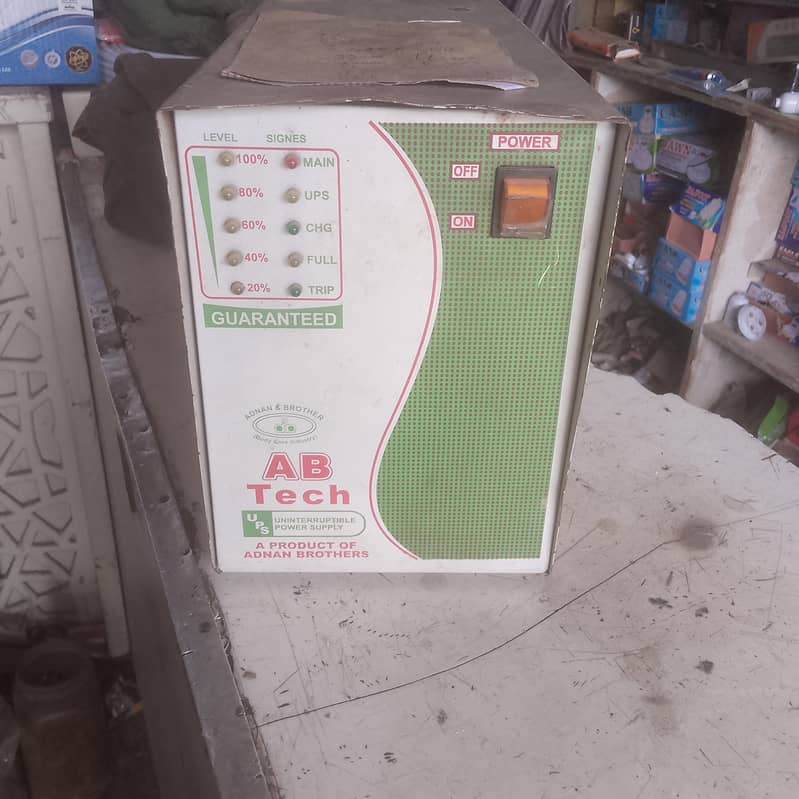 LEVEL SIGNES
100% MAIN
80% UPS
60% CHG
40% FULL
20% TRIP
GUARANTEED
POWER
OFF
ON
ADNAN & BROTHER
AB
Tech
UPS UNINTERRUPTIBLE
POWER SUPPLY
A PRODUCT OF
ADNAN BROTHERS